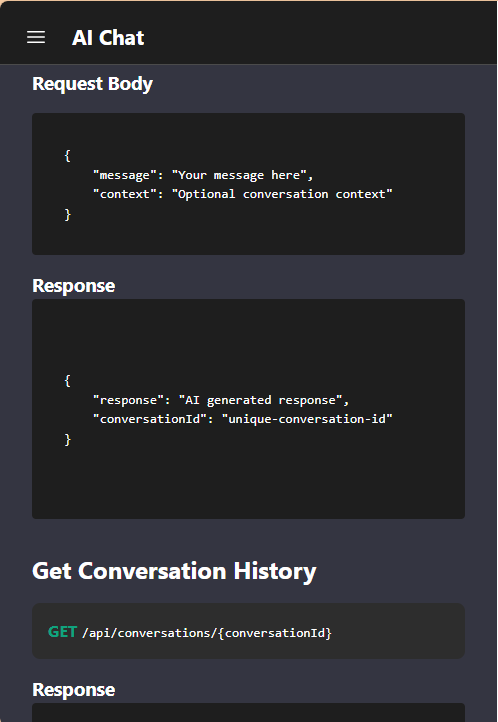 AI Chat
Request Body
{
    "message": "Your message here",
    "context": "Optional conversation context"
}
Response
{
    "response": "AI generated response",
    "conversationId": "unique-conversation-id"
}
Get Conversation History
GET /api/conversations/{conversationId}
Response